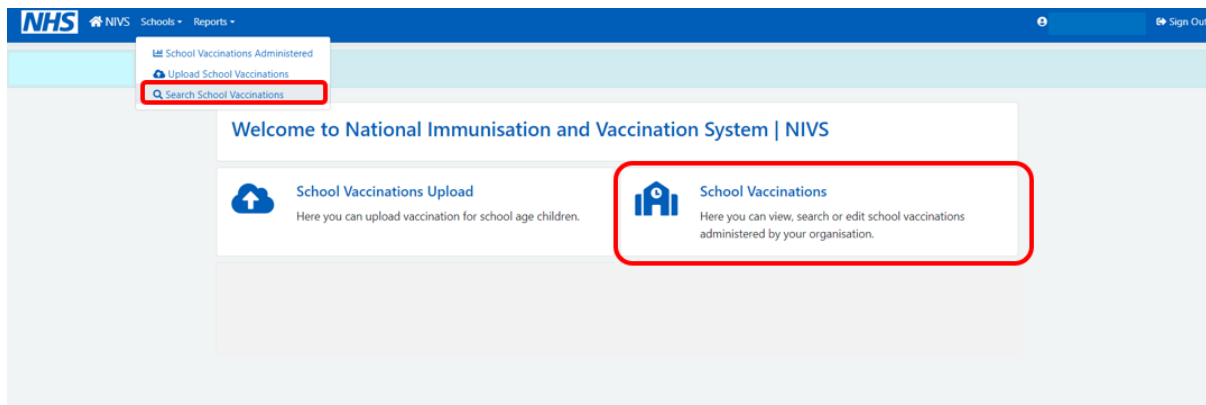 NHS NIVS Schools Reports Sign Out
School Vaccinations Administered
Upload School Vaccinations
Search School Vaccinations
Welcome to National Immunisation and Vaccination System | NIVS
School Vaccinations Upload
Here you can upload vaccination for school age children.
School Vaccinations
Here you can view, search or edit school vaccinations
administered by your organisation.